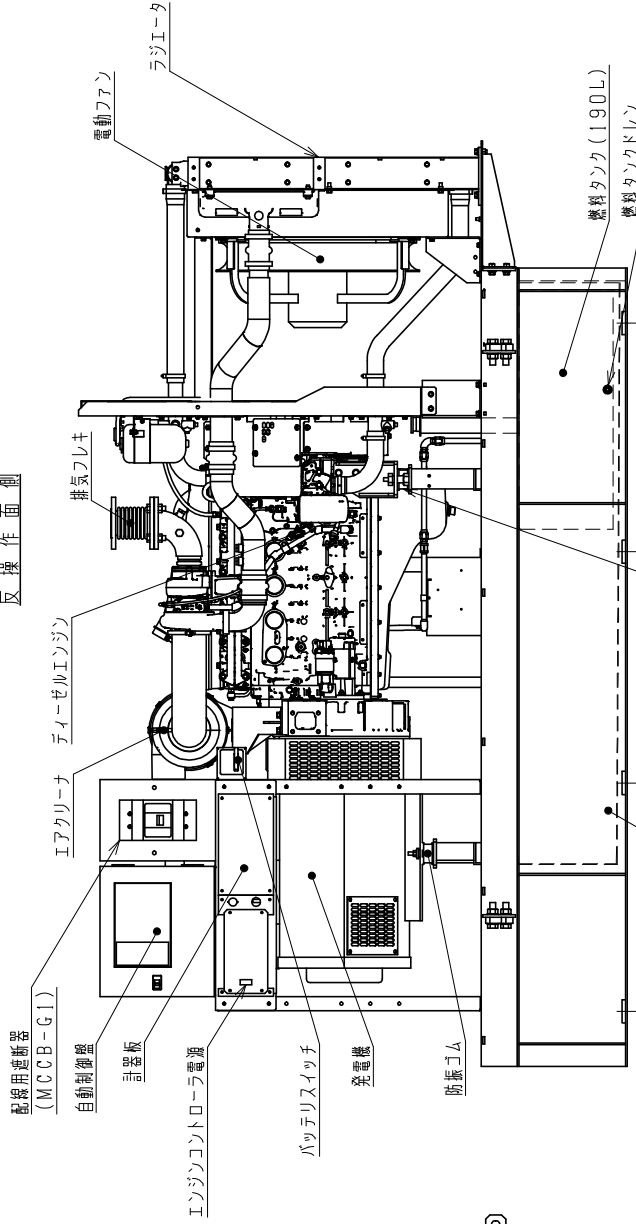 反操作面側
ラジエータ
電動ファン
排気フレキ
ディーゼルエンジン
エアクリーナ
配線用遮断器
(MCCB-G1)
自動制御盤
計器板
エンジンコントローラ電源
バッテリスイッチ
発電機
防振ゴム
燃料タンク(190L)
燃料タンクドレン